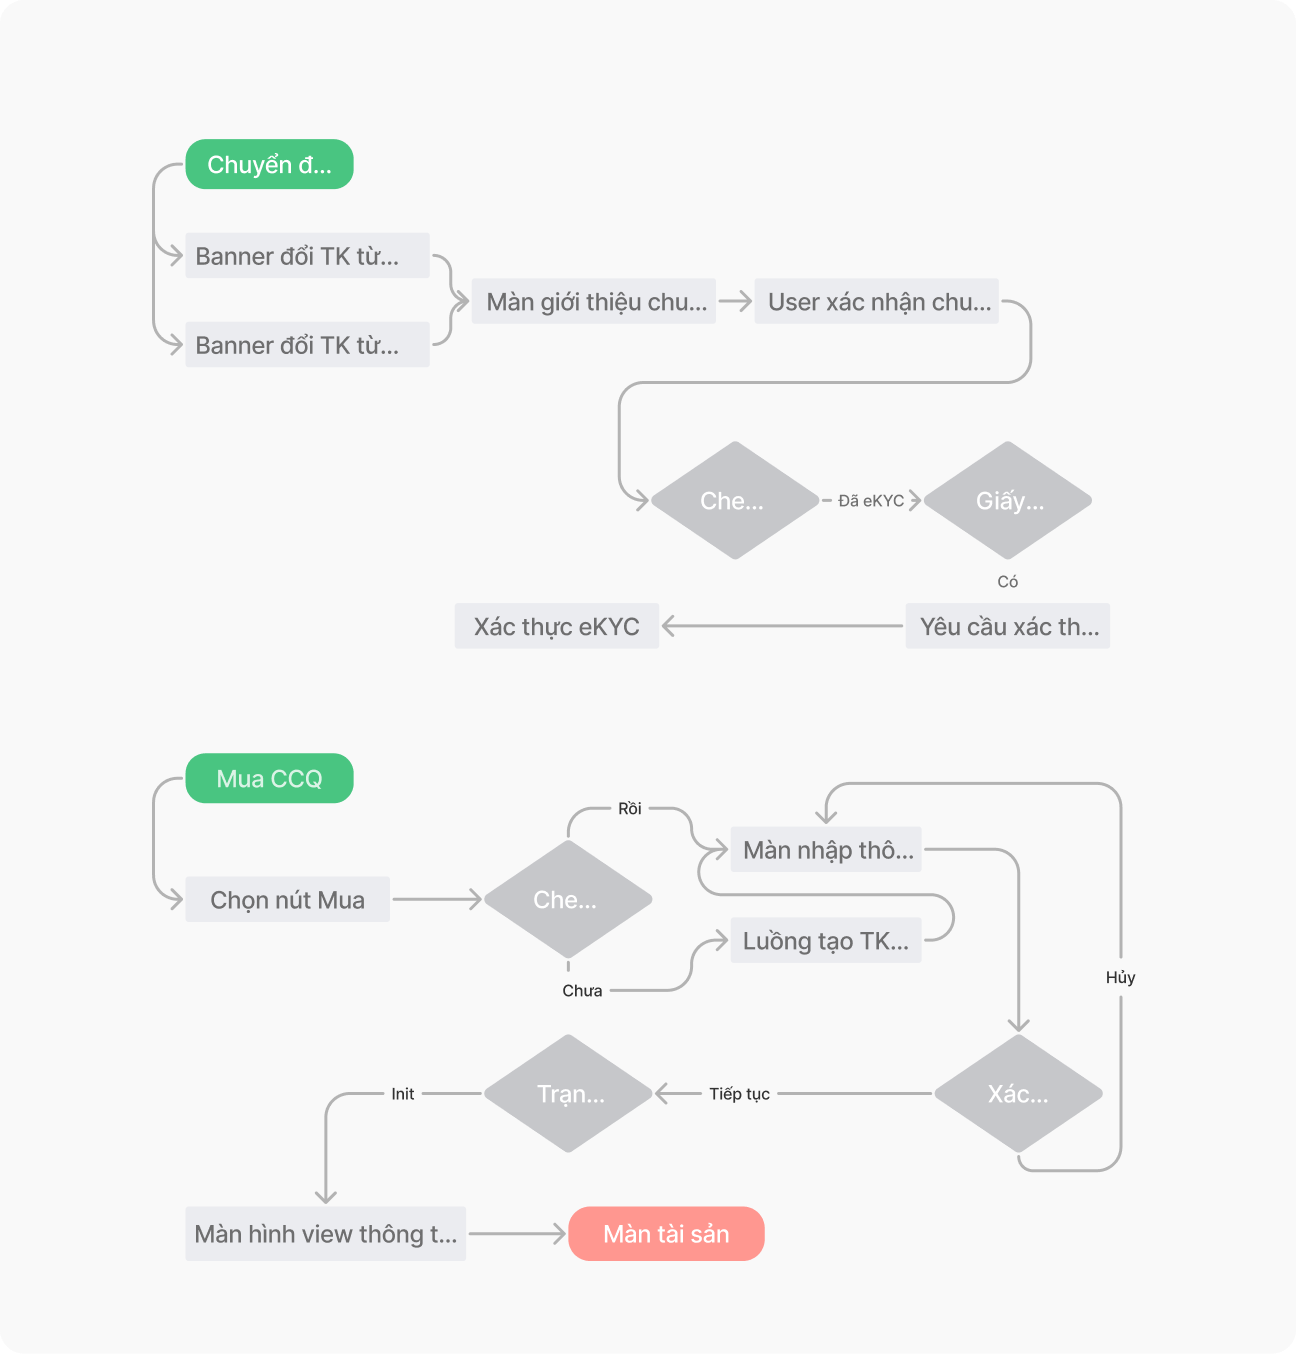 Chuyển đ...
Banner đổi TK từ...
Màn giới thiệu chu...
User xác nhận chu...
Banner đổi TK từ...
Che...
Đã eKYC
Giấy...
Có
Xác thực eKYC
Yêu cầu xác th...
Mua CCQ
Rồi
Màn nhập thô...
Chọn nút Mua
Che...
Luồng tạo TK...
Chưa
Hủy
Init
Trạn...
Tiếp tục
Xác...
Màn hình view thông t...
Màn tài sản